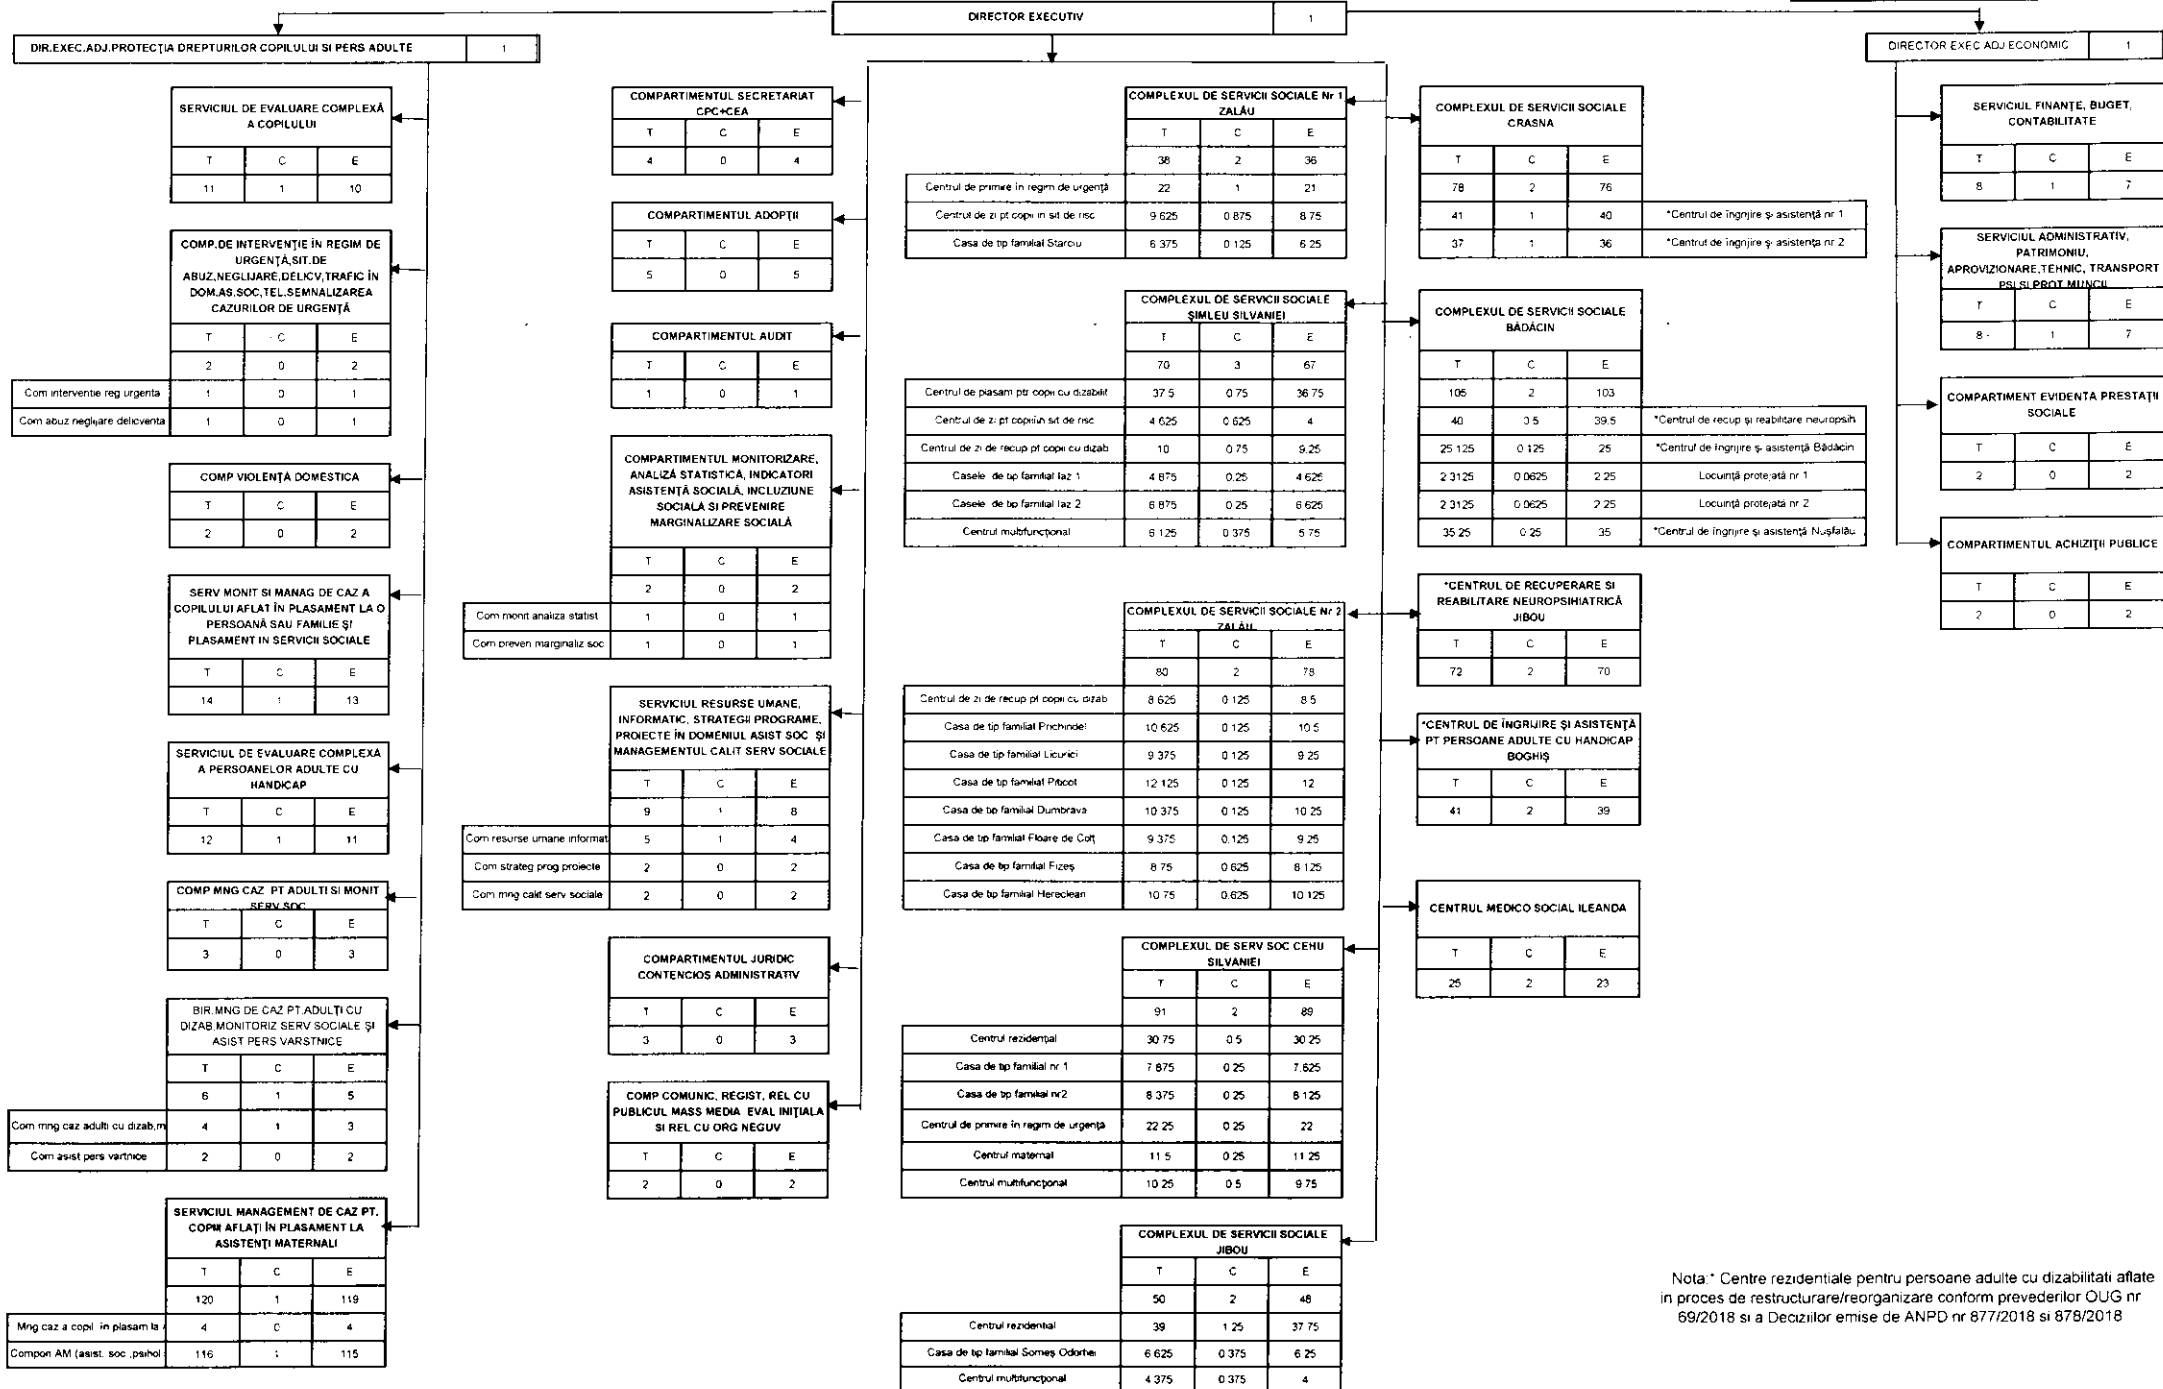 DIRECTOR EXECUTIV 1
DIR.EXEC.ADJ.PROTECȚIA DREPTURILOR COPILULUI SI PERS ADULTE 1
DIRECTOR EXEC ADJ ECONOMIC 1
SERVICIUL DE EVALUARE COMPLEXĂ
A COPILULUI
T C E
11 1 10
COMP.DE INTERVENȚIE ÎN REGIM DE
URGENȚĂ,SIT.DE
ABUZ,NEGLIJARE,DELICV,TRAFIC ÎN
DOM.AS.SOC,TEL.SEMNALIZAREA
CAZURILOR DE URGENȚĂ
T C E
2 0 2
Com interventie reg urgenta 1 0 1
Com abuz neglijare delicventa 1 0 1
COMP VIOLENȚĂ DOMESTICA
T C E
2 0 2
SERV MONIT SI MANAG DE CAZ A
COPILULUI AFLAT ÎN PLASAMENT LA O
PERSOANĂ SAU FAMILIE ȘI
PLASAMENT IN SERVICII SOCIALE
T C E
14 1 13
SERVICIUL DE EVALUARE COMPLEXĂ
A PERSOANELOR ADULTE CU
HANDICAP
T C E
12 1 11
COMP MNG CAZ PT ADULTI SI MONIT
SERV SOC
T C E
3 0 3
BIR.MNG DE CAZ PT.ADULȚI CU
DIZAB,MONITORIZ SERV SOCIALE ȘI
ASIST PERS VARSTNICE
T C E
6 1 5
Com mng caz adulti cu dizab,m 4 1 3
Com asist pers vartnice 2 0 2
SERVICIUL MANAGEMENT DE CAZ PT.
COPIII AFLAȚI ÎN PLASAMENT LA
ASISTENȚI MATERNALI
T C E
120 1 119
Mng caz a copil in plasam la 4 0 4
Compon AM (asist. soc ,psihol 116 1 115
COMPARTIMENTUL SECRETARIAT
CPC+CEA
T C E
4 0 4
COMPARTIMENTUL ADOPȚII
T C E
5 0 5
COMPARTIMENTUL AUDIT
T C E
1 0 1
COMPARTIMENTUL MONITORIZARE,
ANALIZĂ STATISTICĂ, INDICATORI
ASISTENȚĂ SOCIALĂ, INCLUZIUNE
SOCIALĂ SI PREVENIRE
MARGINALIZARE SOCIALĂ
T C E
2 0 2
Com monit analiza statist 1 0 1
Com preven marginaliz soc 1 0 1
SERVICIUL RESURSE UMANE,
INFORMATIC, STRATEGII PROGRAME,
PROIECTE ÎN DOMENIUL ASIST SOC ȘI
MANAGEMENTUL CALIT SERV SOCIALE
T C E
9 1 8
Com resurse umane informat 5 1 4
Com strateg prog proiecte 2 0 2
Com mng calit serv sociale 2 0 2
COMPARTIMENTUL JURIDIC
CONTENCIOS ADMINISTRATIV
T C E
3 0 3
COMP COMUNIC, REGIST, REL CU
PUBLICUL MASS MEDIA EVAL INIȚIALA
SI REL CU ORG NEGUV
T C E
2 0 2
COMPLEXUL DE SERVICII SOCIALE Nr 1
ZALĂU
T C E
38 2 36
Centrul de primire în regim de urgență 22 1 21
Centrul de zi pt copii in sit de risc 9 625 0 875 8 75
Casa de tip familial Starciu 6 375 0 125 6 25
COMPLEXUL DE SERVICII SOCIALE
ȘIMLEU SILVANIEI
T C E
70 3 67
Centrul de plasam ptr copii cu dizabilit 37 5 0 75 36 75
Centrul de zi pt copii in sit de risc 4 625 0 625 4
Centrul de zi de recup pt copii cu dizab 10 0 75 9.25
Casele de tip familial Iaz 1 4 875 0.25 4 625
Casele de tip familial Iaz 2 6 875 0 25 6 625
Centrul multifuncțional 6 125 0 375 5 75
COMPLEXUL DE SERVICII SOCIALE Nr 2
ZALĂU
T C E
80 2 78
Centrul de zi de recup pt copii cu dizab 8 625 0 125 8 5
Casa de tip familial Prichindel 10 625 0 125 10 5
Casa de tip familial Licurici 9 375 0 125 9 25
Casa de tip familial Piticot 12 125 0 125 12
Casa de tip familial Dumbrava 10 375 0 125 10 25
Casa de tip familial Floare de Colț 9 375 0.125 9 25
Casa de tip familial Fizeș 8 75 0 625 8 125
Casa de tip familial Hereclean 10 75 0.625 10 125
COMPLEXUL DE SERV SOC CEHU
SILVANIEI
T C E
91 2 89
Centrul rezidențial 30 75 0 5 30 25
Casa de tip familial nr 1 7 875 0 25 7.625
Casa de tip familial nr2 8 375 0 25 8 125
Centrul de primire în regim de urgență 22 25 0 25 22
Centrul maternal 11 5 0 25 11 25
Centrul multifuncțional 10 25 0 5 9 75
COMPLEXUL DE SERVICII SOCIALE
JIBOU
T C E
50 2 48
Centrul rezidențial 39 1 25 37 75
Casa de tip familial Someș Odorhei 6 625 0 375 6 25
Centrul multifuncțional 4 375 0 375 4
COMPLEXUL DE SERVICII SOCIALE
CRASNA
T C E
78 2 76
41 1 40 *Centrul de îngrijire și asistență nr 1
37 1 36 *Centrul de îngrijire și asistență nr 2
COMPLEXUL DE SERVICII SOCIALE
BĂDĂCIN
T C E
105 2 103
40 0 5 39.5 *Centrul de recup și reabilitare neuropsih
25 125 0 125 25 *Centrul de îngrijire și asistență Bădăcin
2 3125 0 0625 2 25 Locuință protejată nr 1
2 3125 0 0625 2 25 Locuință protejată nr 2
35 25 0 25 35 *Centrul de îngrijire și asistență Nușfalău
*CENTRUL DE RECUPERARE SI
REABILITARE NEUROPSIHIATRICĂ
JIBOU
T C E
72 2 70
*CENTRUL DE ÎNGRIJIRE ȘI ASISTENȚĂ
PT PERSOANE ADULTE CU HANDICAP
BOGHIȘ
T C E
41 2 39
CENTRUL MEDICO SOCIAL ILEANDA
T C E
25 2 23
SERVICIUL FINANȚE, BUGET,
CONTABILITATE
T C E
8 1 7
SERVICIUL ADMINISTRATIV,
PATRIMONIU,
APROVIZIONARE,TEHNIC, TRANSPORT
PSI SI PROT MUNCII
T C E
8 1 7
COMPARTIMENT EVIDENTA PRESTAȚII
SOCIALE
T C E
2 0 2
COMPARTIMENTUL ACHIZIȚII PUBLICE
T C E
2 0 2
Nota:* Centre rezidentiale pentru persoane adulte cu dizabilitati aflate
in proces de restructurare/reorganizare conform prevederilor OUG nr
69/2018 si a Deciziilor emise de ANPD nr 877/2018 si 878/2018